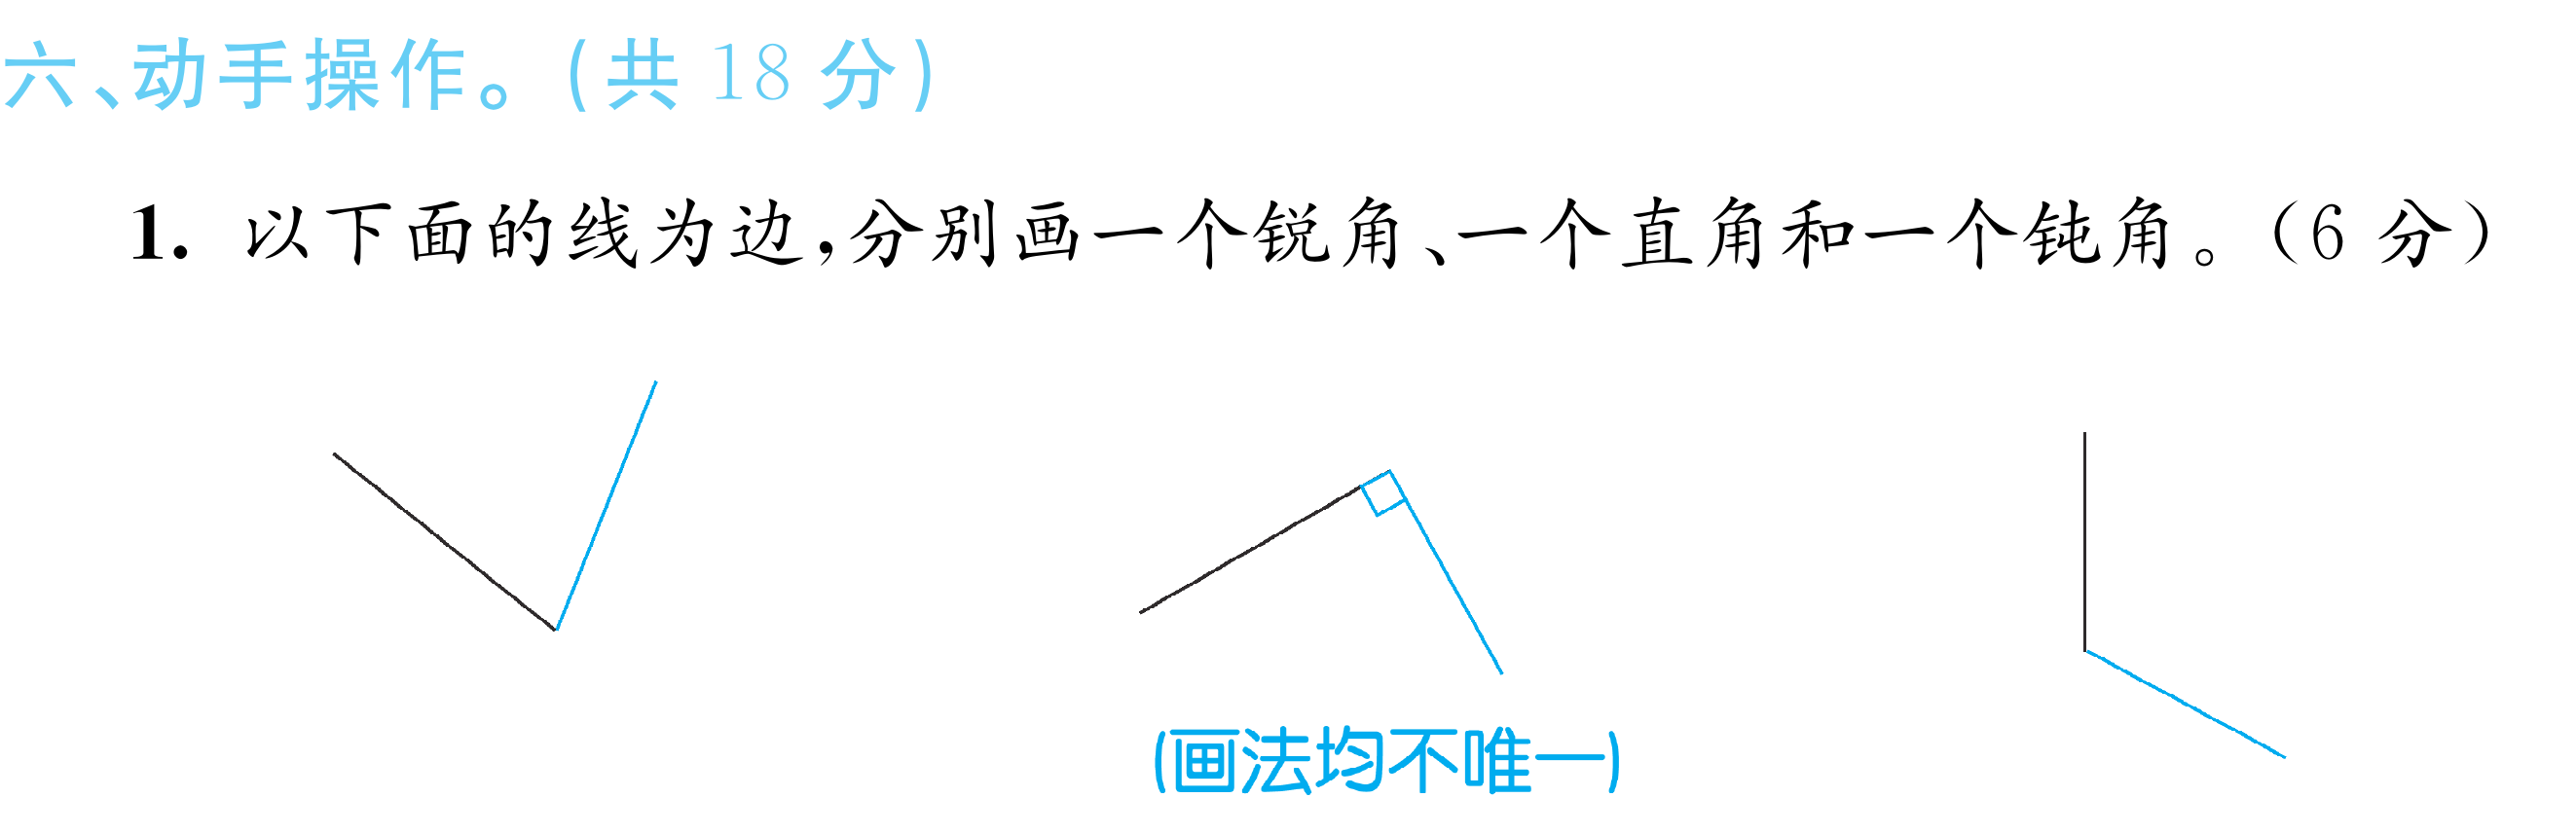 六、动手操作。(共 18 分)
1. 以下面的线为边,分别画一个锐角、一个直角和一个钝角。(6 分)
(画法均不唯一)